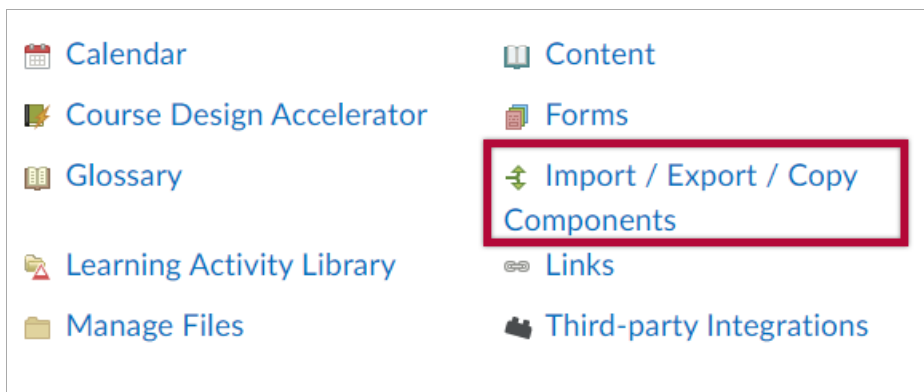 Calendar
Content
Course Design Accelerator
Forms
Glossary
Import / Export / Copy
Components
Learning Activity Library
Links
Manage Files
Third-party Integrations